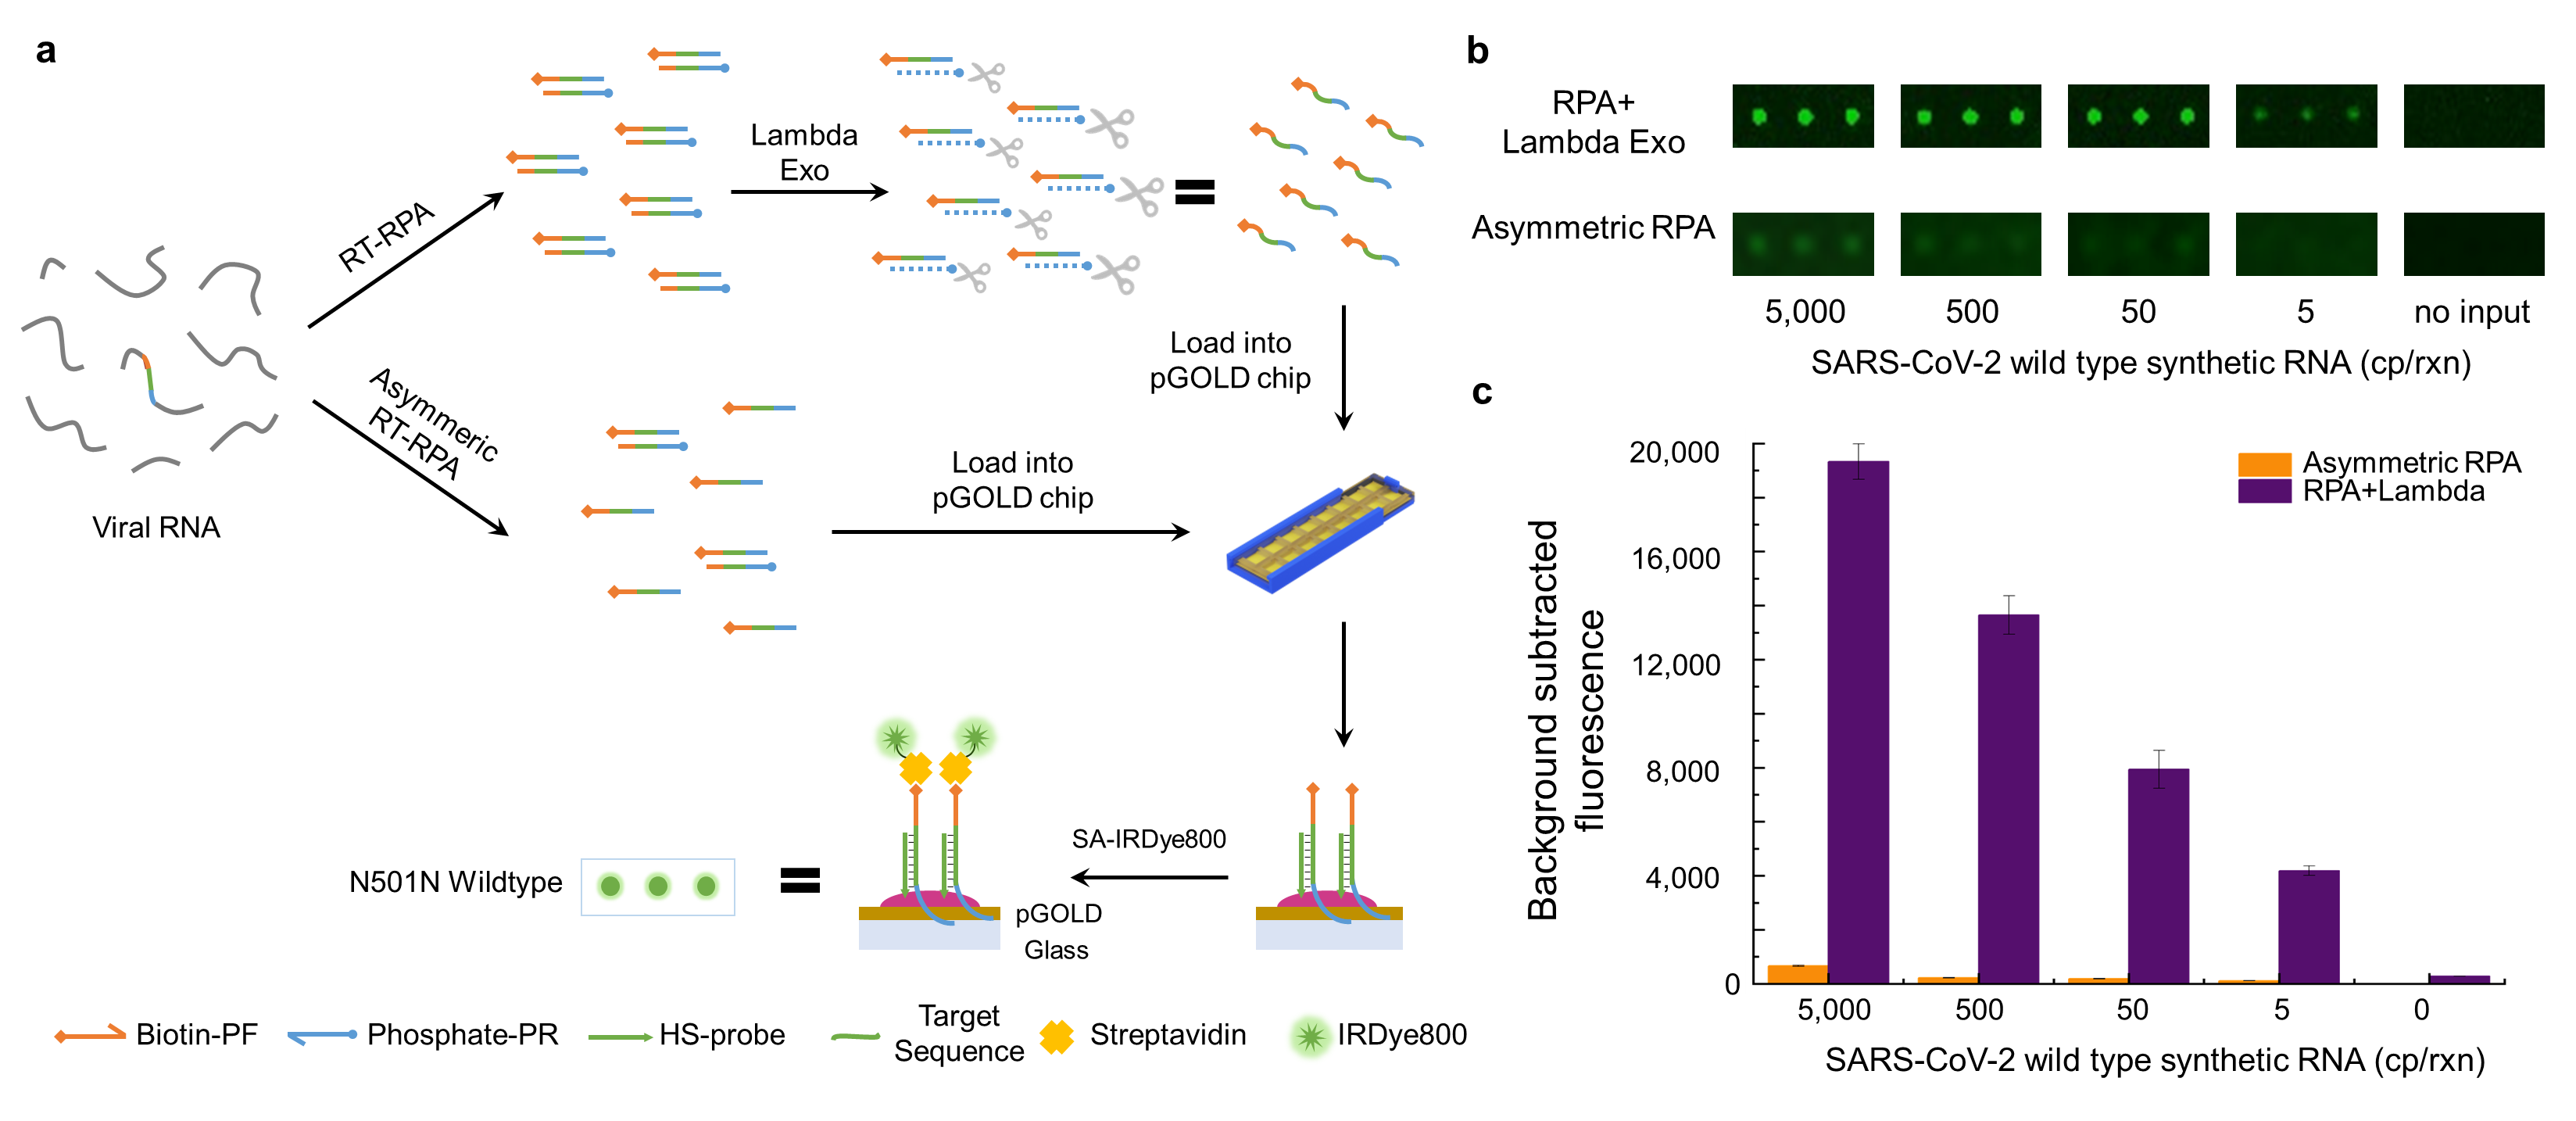 a
RT-RPA
Lambda
Exo
=
Load into
pGOLD chip
Viral RNA
Asymmeric
RT-RPA
Load into
pGOLD chip
SA-IRDye800
pGOLD
Glass
=
N501N Wildtype
Biotin-PF
Phosphate-PR
HS-probe
Target
Sequence
Streptavidin
IRDye800
b
RPA+
Lambda Exo
Asymmetric RPA
5,000 500 50 5 no input
SARS-CoV-2 wild type synthetic RNA (cp/rxn)
c
Background subtracted
fluorescence
20,000
16,000
12,000
8,000
4,000
0
Asymmetric RPA
RPA+Lambda
5,000 500 50 5 0
SARS-CoV-2 wild type synthetic RNA (cp/rxn)